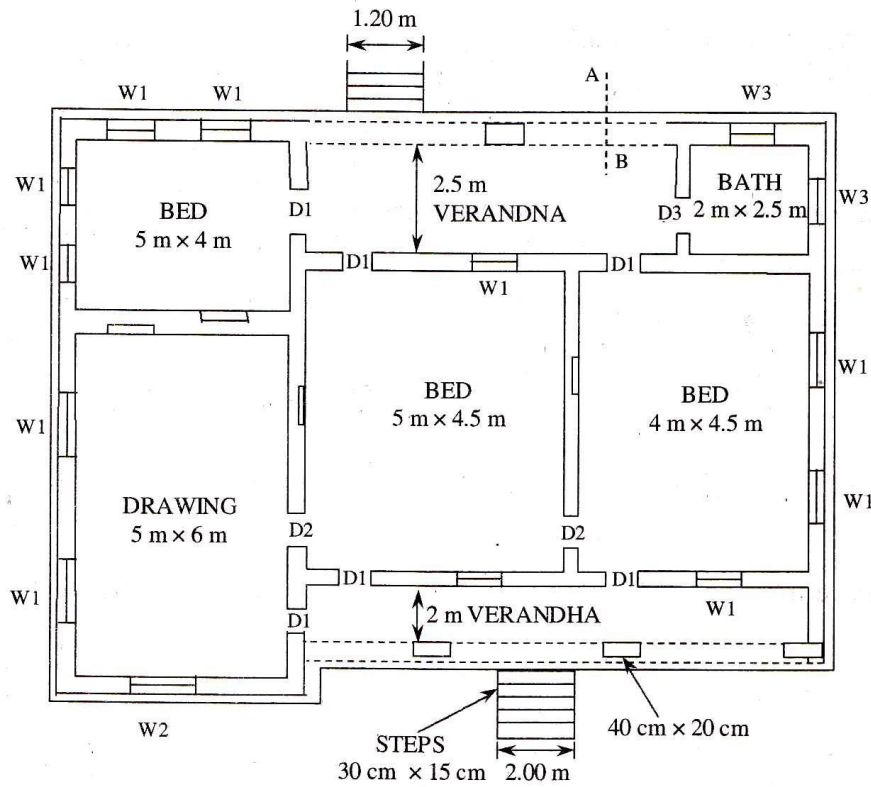 1.20 m
A
W1
W1
W3
B
W1
2.5 m
VERANDNA
BATH
2 m × 2.5 m
W3
BED
5 m × 4 m
D1
D3
W1
D1
W1
D1
BED
5 m × 4.5 m
BED
4 m × 4.5 m
W1
W1
DRAWING
5 m × 6 m
D2
D2
W1
W1
D1
D1
D1
2 m VERANDHA
W1
W2
STEPS
30 cm × 15 cm
2.00 m
40 cm × 20 cm